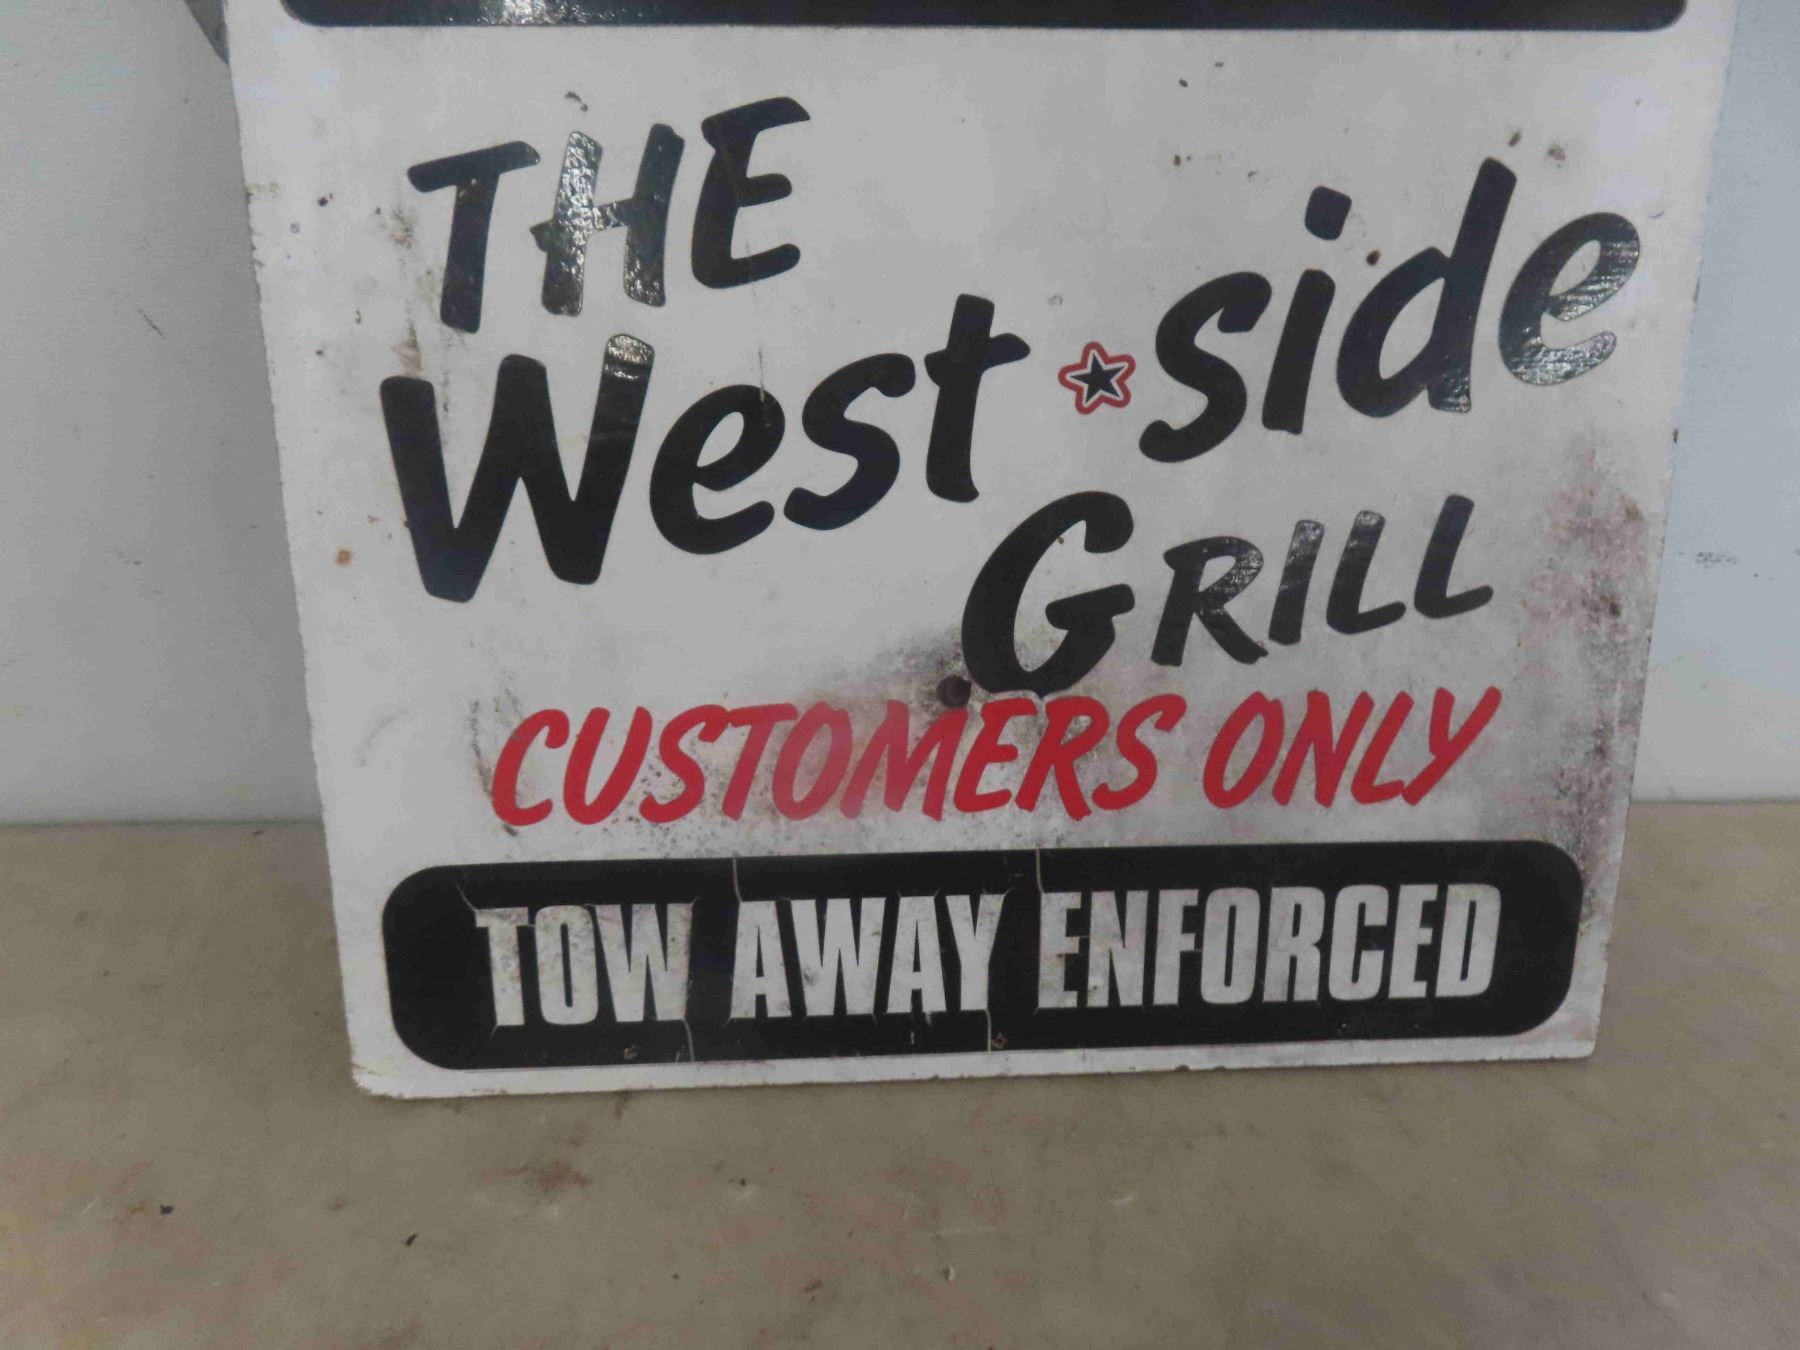 THE
West side
GRILL
CUSTOMERS ONLY
TOW AWAY ENFORCED